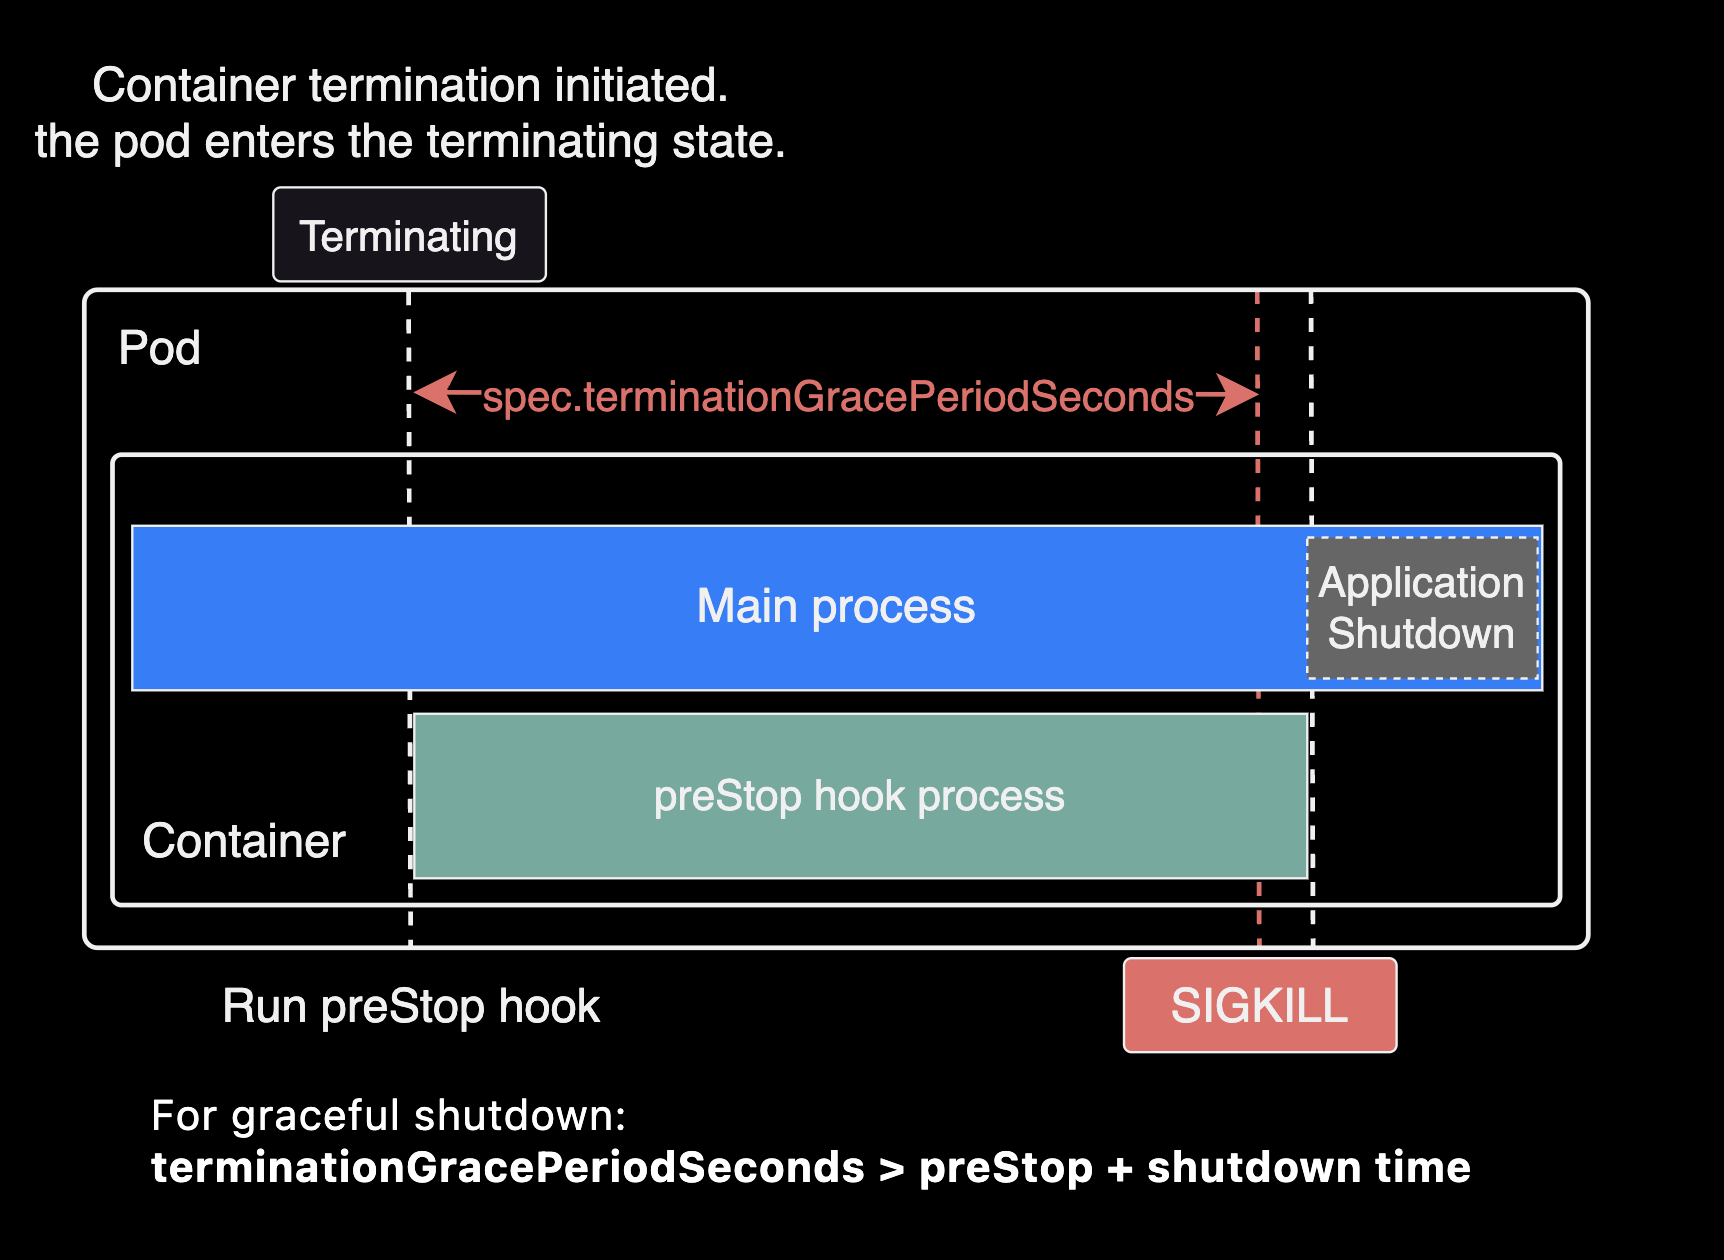 Container termination initiated.
the pod enters the terminating state.
Terminating
Pod
spec.terminationGracePeriodSeconds
Main process
Application
Shutdown
preStop hook process
Container
Run preStop hook
SIGKILL
For graceful shutdown:
terminationGracePeriodSeconds > preStop + shutdown time